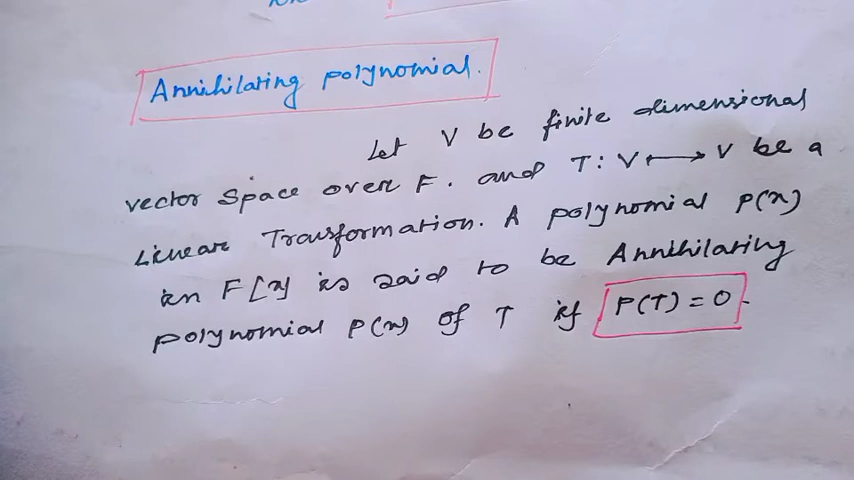 Annihilating polynomial.
Let V be finite dimensional
vector space over F. and T: V ⟼ V be a
Linear Transformation. A polynomial P(x)
in F[x] is said to be Annihilating
polynomial P(x) of T if P(T) = 0.